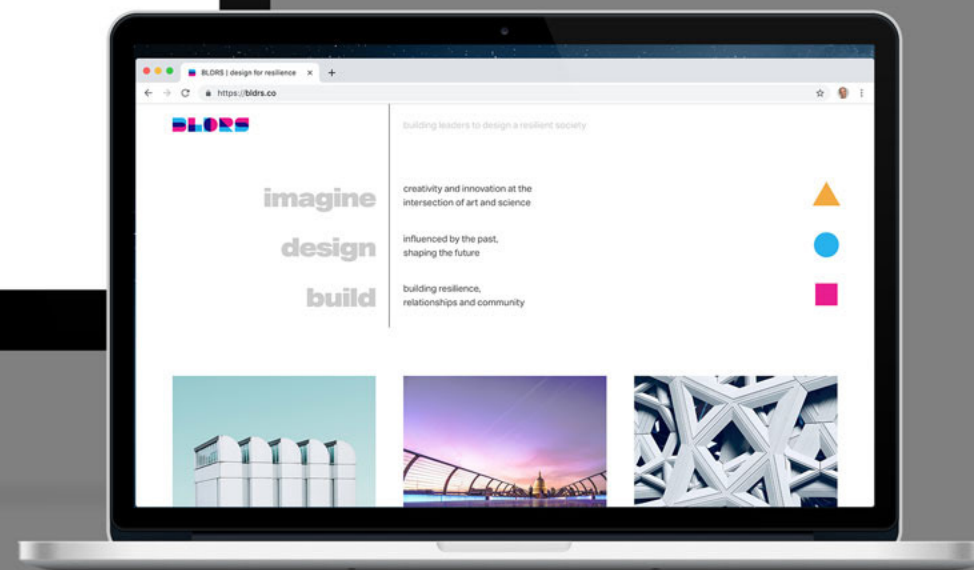 BLDRS | design for resilience
https://bldrs.co
BLDRS
building leaders to design a resilient society
imagine
creativity and innovation at the
intersection of art and science
design
influenced by the past,
shaping the future
build
building resilience,
relationships and community